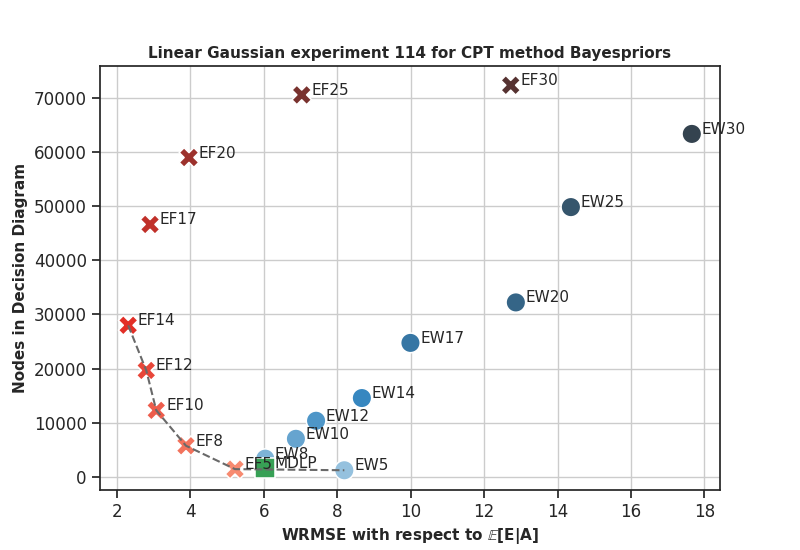 Linear Gaussian experiment 114 for CPT method Bayespriors
Nodes in Decision Diagram
70000
60000
50000
40000
30000
20000
10000
0
EF30
EF25
EW30
EF20
EF17
EW25
EW20
EF14
EW17
EF12
EW14
EF10
EW12
EW10
EF8
EW8
EF5
MDLP
EW5
2
4
6
8
10
12
14
16
18
WRMSE with respect to 𝔼[E|A]